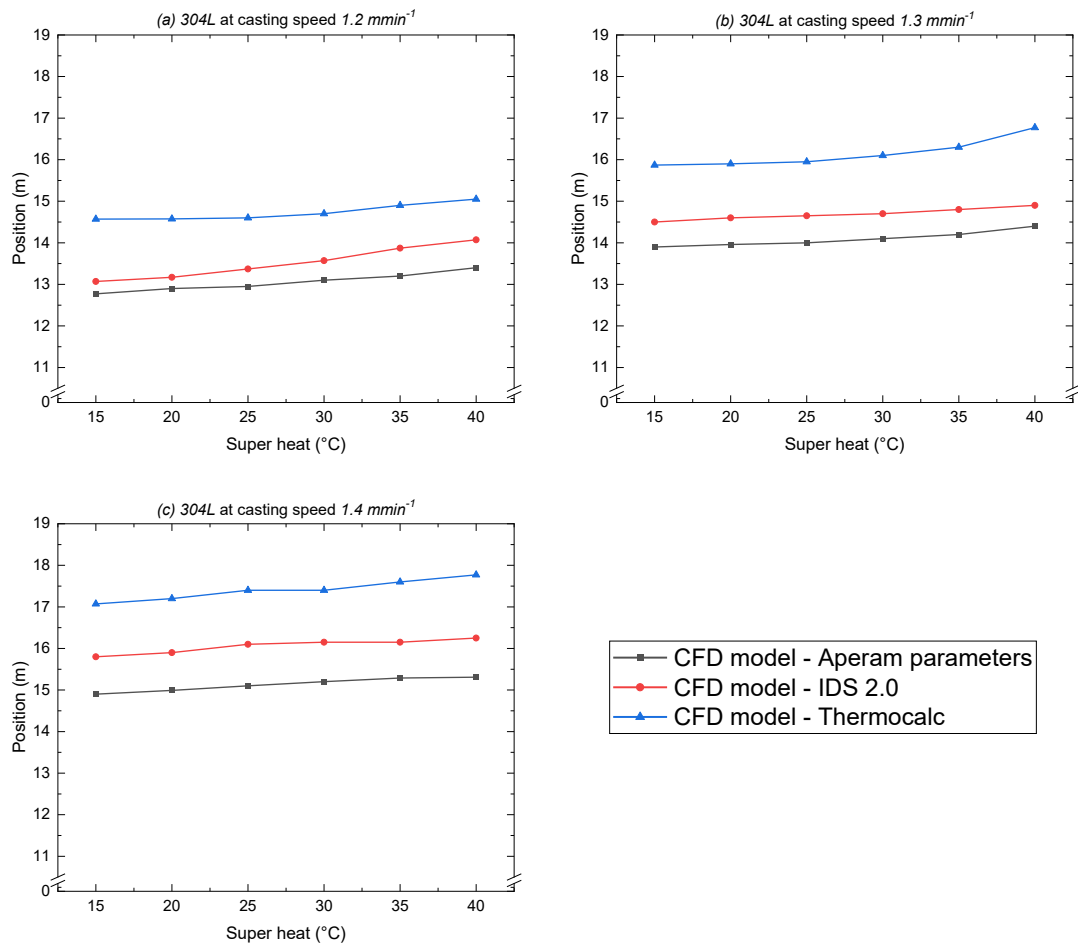 (a) 304L at casting speed 1.2 mmin⁻¹
19
18
17
16
15
14
13
12
11
0
Position (m)
15 20 25 30 35 40
Super heat (°C)
(b) 304L at casting speed 1.3 mmin⁻¹
19
18
17
16
15
14
13
12
11
0
Position (m)
15 20 25 30 35 40
Super heat (°C)
(c) 304L at casting speed 1.4 mmin⁻¹
19
18
17
16
15
14
13
12
11
0
Position (m)
15 20 25 30 35 40
Super heat (°C)
CFD model - Aperam parameters
CFD model - IDS 2.0
CFD model - Thermocalc